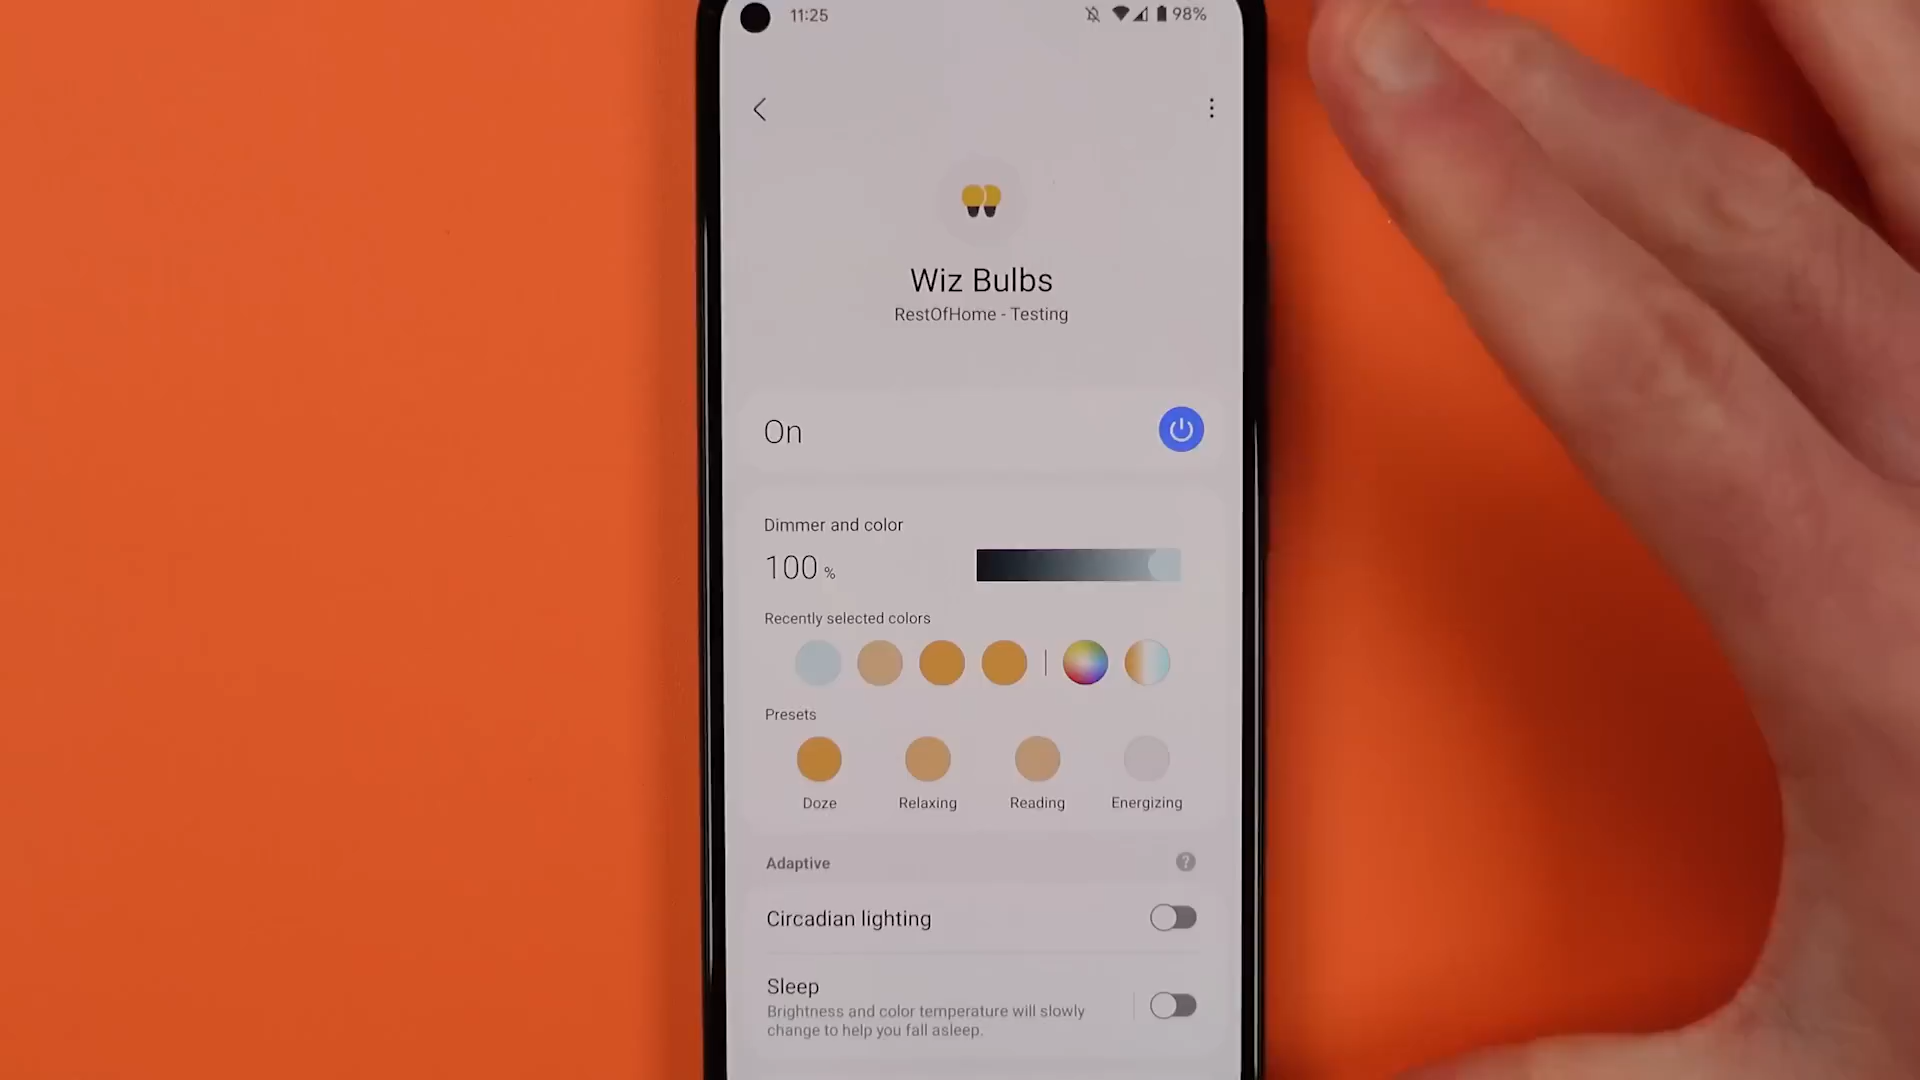 11:25
98%
Wiz Bulbs
RestOfHome - Testing
On
Dimmer and color
100 %
Recently selected colors
Presets
Doze Relaxing Reading Energizing
Adaptive
?
Circadian lighting
Sleep
Brightness and color temperature will slowly
change to help you fall asleep.